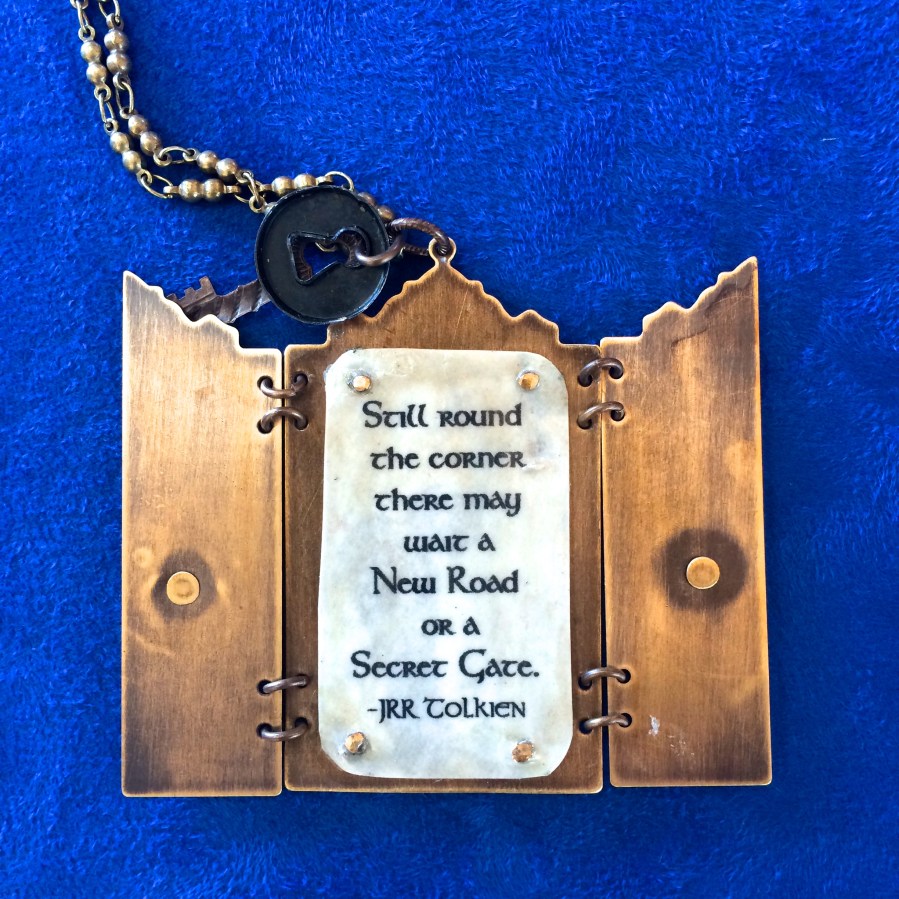 Still round
the corner
there may
wait a
New Road
or a
Secret Gate.
-JRR Tolkien